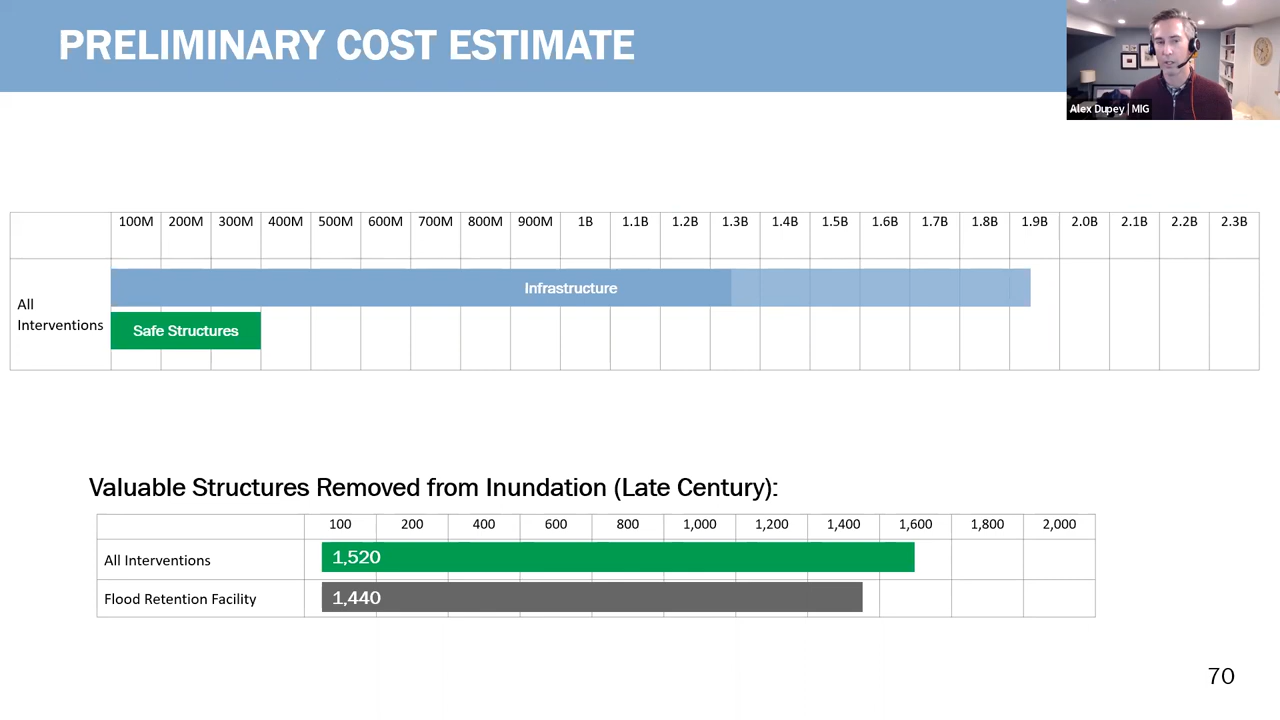 PRELIMINARY COST ESTIMATE
Alex Dupey | MIG
100M 200M 300M 400M 500M 600M 700M 800M 900M 1B 1.1B 1.2B 1.3B 1.4B 1.5B 1.6B 1.7B 1.8B 1.9B 2.0B 2.1B 2.2B 2.3B
All
Interventions
Infrastructure
Safe Structures
Valuable Structures Removed from Inundation (Late Century):
100 200 400 600 800 1,000 1,200 1,400 1,600 1,800 2,000
All Interventions 1,520
Flood Retention Facility 1,440
70